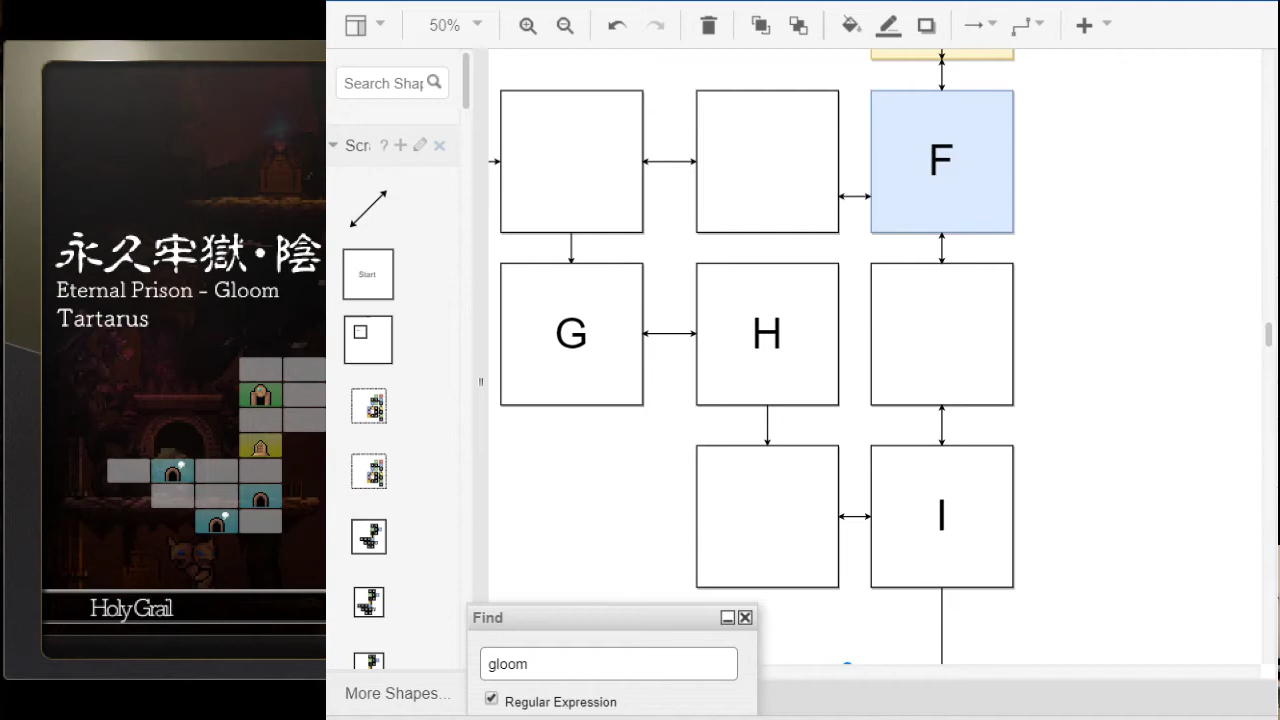 50%
Search Shap
Scra
?
Start
永久牢獄・陰
Eternal Prison - Gloom
Tartarus
HolyGrail
F
G
H
I
Find
gloom
Regular Expression
More Shapes...